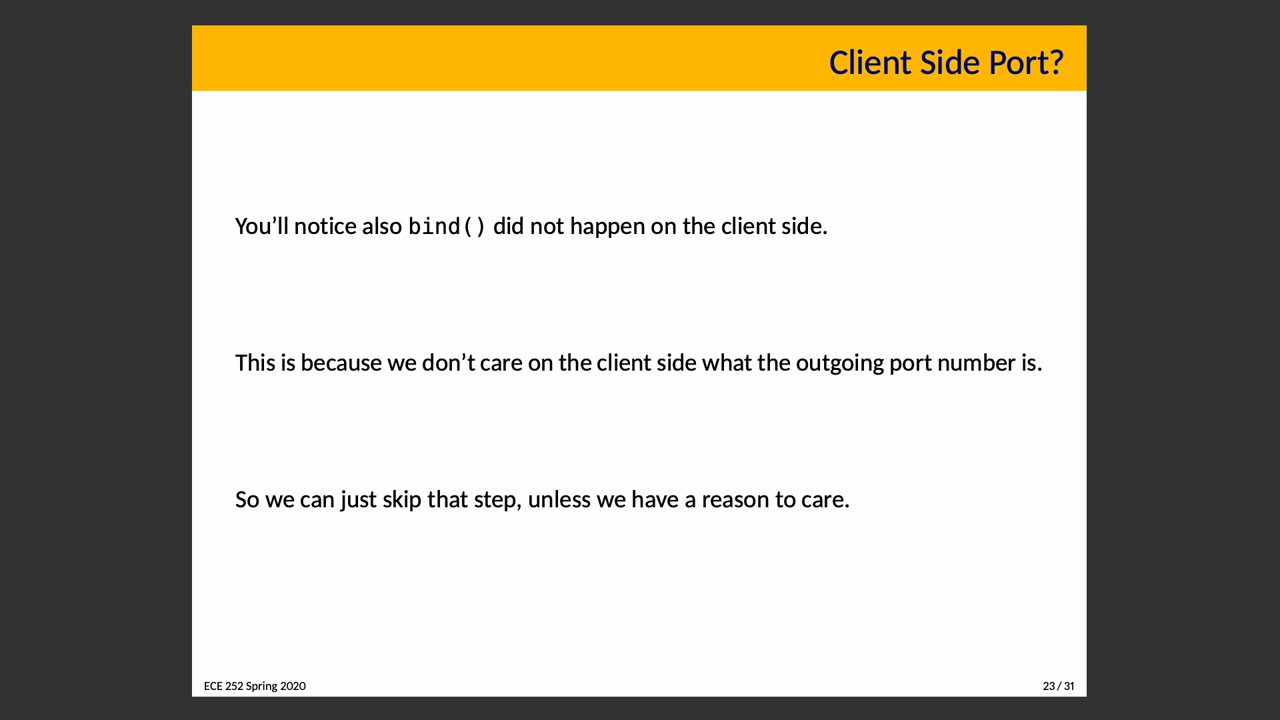 Client Side Port?
You’ll notice also bind() did not happen on the client side.
This is because we don’t care on the client side what the outgoing port number is.
So we can just skip that step, unless we have a reason to care.
ECE 252 Spring 2020
23 / 31